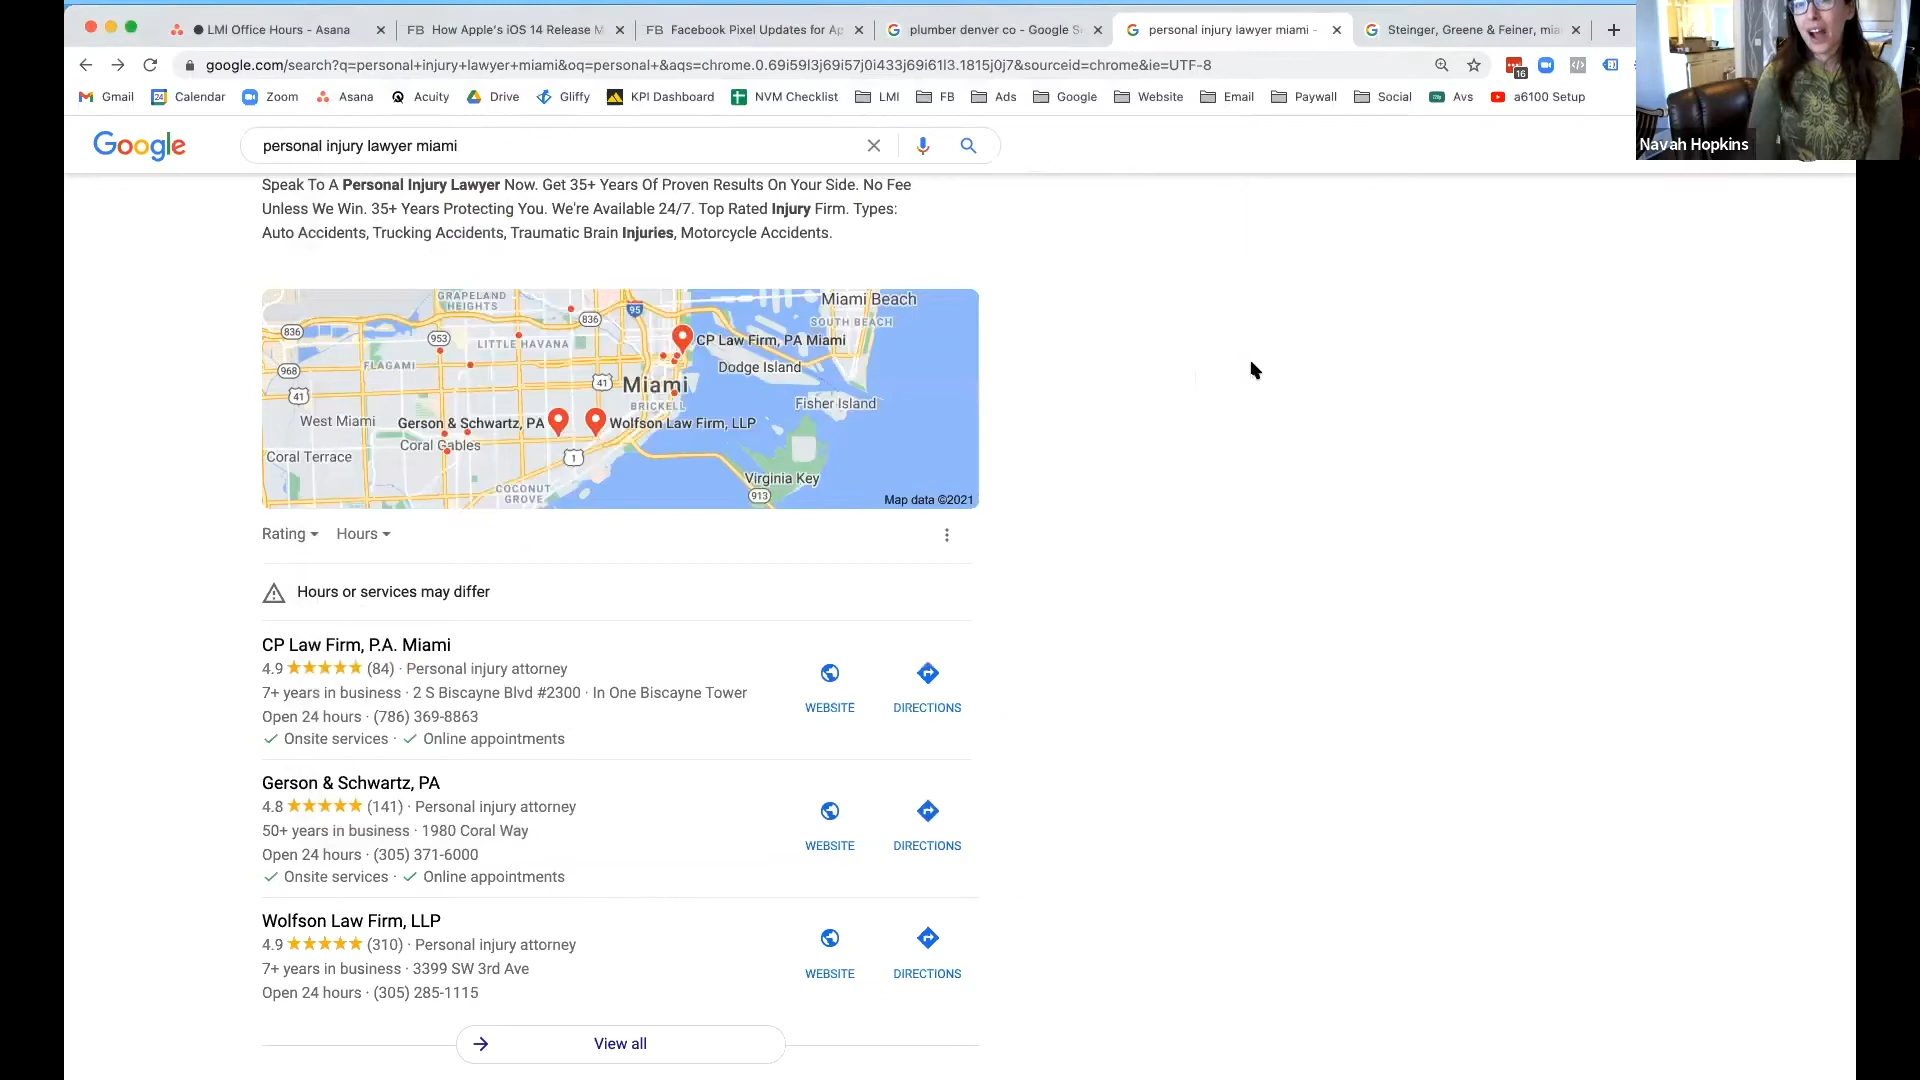 LMI Office Hours - Asana
FB How Apple's iOS 14 Release M
FB Facebook Pixel Updates for Ap
plumber denver co - Google S
personal injury lawyer miami -
Steinger, Greene & Feiner, mia
google.com/search?q=personal+injury+lawyer+miami&oq=personal+&aqs=chrome.0.69i59l3j69i57j0i433j69i61l3.1815j0j7&sourceid=chrome&ie=UTF-8
16
Gmail
24 Calendar
Zoom
Asana
Acuity
Drive
Gliffy
KPI Dashboard
NVM Checklist
LMI
FB
Ads
Google
Website
Email
Paywall
Social
Avs
a6100 Setup
Navah Hopkins
Google
personal injury lawyer miami
Speak To A Personal Injury Lawyer Now. Get 35+ Years Of Proven Results On Your Side. No Fee
Unless We Win. 35+ Years Protecting You. We're Available 24/7. Top Rated Injury Firm. Types:
Auto Accidents, Trucking Accidents, Traumatic Brain Injuries, Motorcycle Accidents.
GRAPELAND
HEIGHTS
95
Miami Beach
836
836
SOUTH BEACH
953
LITTLE HAVANA
CP Law Firm, PA Miami
FLAGAMI
Dodge Island
968
41
Miami
41
BRICKELL
Fisher Island
West Miami
Gerson & Schwartz, PA
Wolfson Law Firm, LLP
Coral Gables
Coral Terrace
1
Virginia Key
COCONUT
GROVE
913
Map data ©2021
Rating
Hours
Hours or services may differ
CP Law Firm, P.A. Miami
4.9 (84) · Personal injury attorney
7+ years in business · 2 S Biscayne Blvd #2300 · In One Biscayne Tower
Open 24 hours · (786) 369-8863
Onsite services · Online appointments
WEBSITE
DIRECTIONS
Gerson & Schwartz, PA
4.8 (141) · Personal injury attorney
50+ years in business · 1980 Coral Way
Open 24 hours · (305) 371-6000
Onsite services · Online appointments
WEBSITE
DIRECTIONS
Wolfson Law Firm, LLP
4.9 (310) · Personal injury attorney
7+ years in business · 3399 SW 3rd Ave
Open 24 hours · (305) 285-1115
WEBSITE
DIRECTIONS
View all